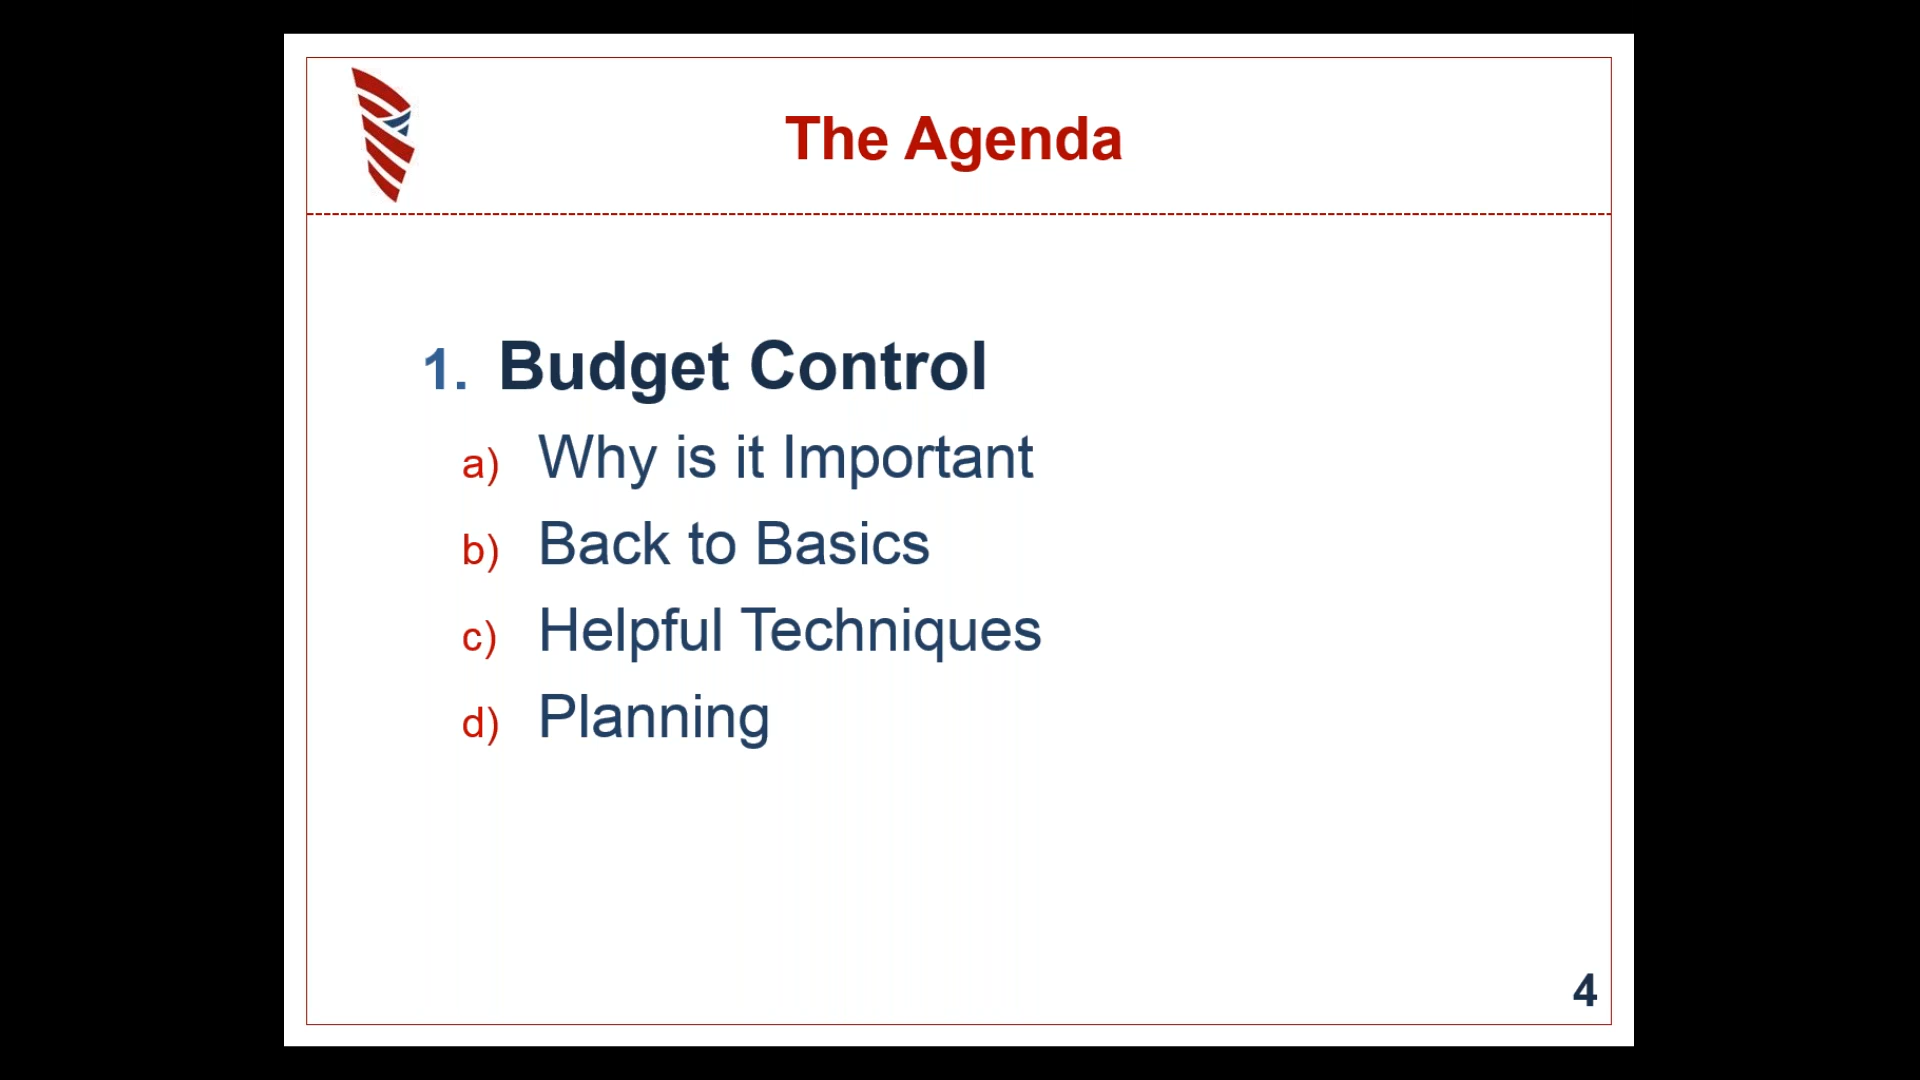 The Agenda
1. Budget Control
a) Why is it Important
b) Back to Basics
c) Helpful Techniques
d) Planning
4